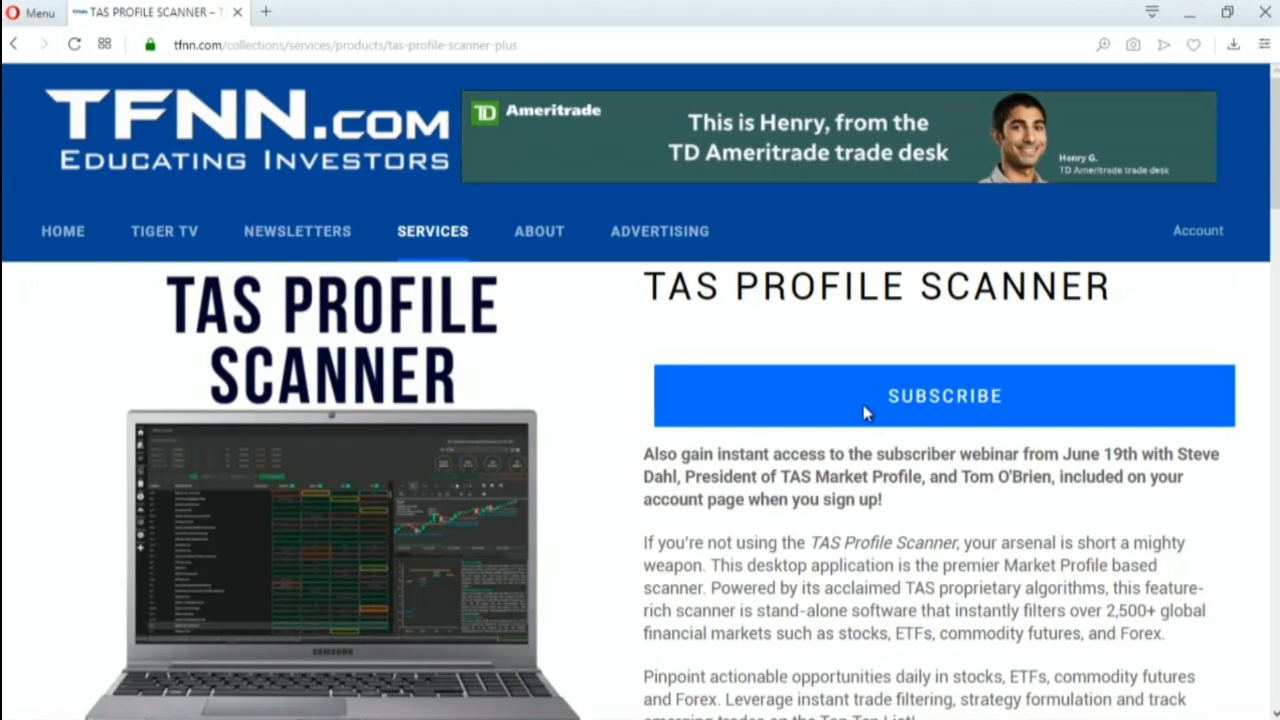 Menu
TAS PROFILE SCANNER – T
tfnn.com/collections/services/products/tas-profile-scanner-plus
TFNN.COM
EDUCATING INVESTORS
TD Ameritrade
This is Henry, from the
TD Ameritrade trade desk
Henry G.
TD Ameritrade trade desk
HOME
TIGER TV
NEWSLETTERS
SERVICES
ABOUT
ADVERTISING
Account
TAS PROFILE
SCANNER
SAMSUNG
TAS PROFILE SCANNER
SUBSCRIBE
Also gain instant access to the subscriber webinar from June 19th with Steve
Dahl, President of TAS Market Profile, and Tom O'Brien, included on your
account page when you sign up!
If you're not using the TAS Profile Scanner, your arsenal is short a mighty
weapon. This desktop application is the premier Market Profile based
scanner. Powered by its acclaimed TAS proprietary algorithms, this feature-
rich scanner is stand-alone software that instantly filters over 2,500+ global
financial markets such as stocks, ETFs, commodity futures, and Forex.
Pinpoint actionable opportunities daily in stocks, ETFs, commodity futures
and Forex. Leverage instant trade filtering, strategy formulation and track
emerging trades on the Top Ten List!